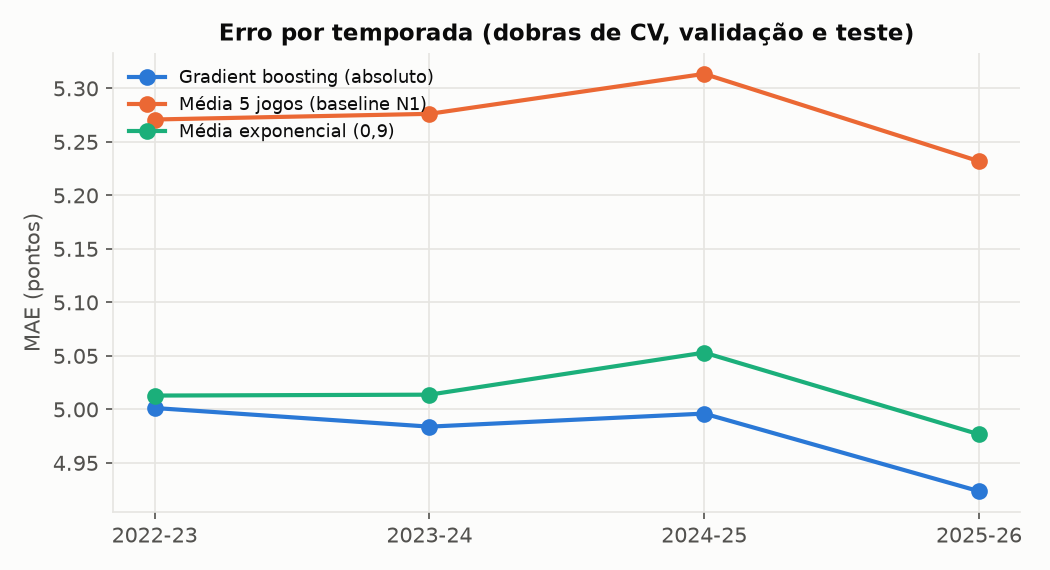 Erro por temporada (dobras de CV, validação e teste)
Gradient boosting (absoluto)
Média 5 jogos (baseline N1)
Média exponencial (0,9)
MAE (pontos)
5.30
5.25
5.20
5.15
5.10
5.05
5.00
4.95
2022-23
2023-24
2024-25
2025-26